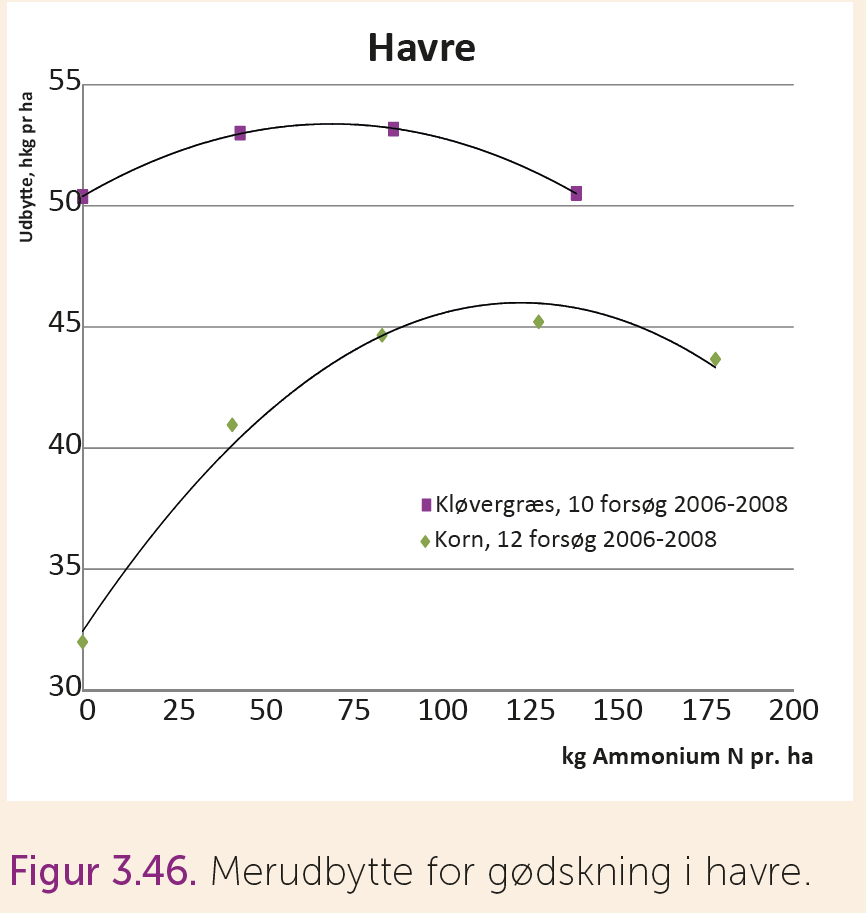 Havre
Udbytte, hkg pr ha
55
50
45
40
35
30
Kløvergræs, 10 forsøg 2006-2008
Korn, 12 forsøg 2006-2008
0 25 50 75 100 125 150 175 200
kg Ammonium N pr. ha
Figur 3.46. Merudbytte for gødskning i havre.